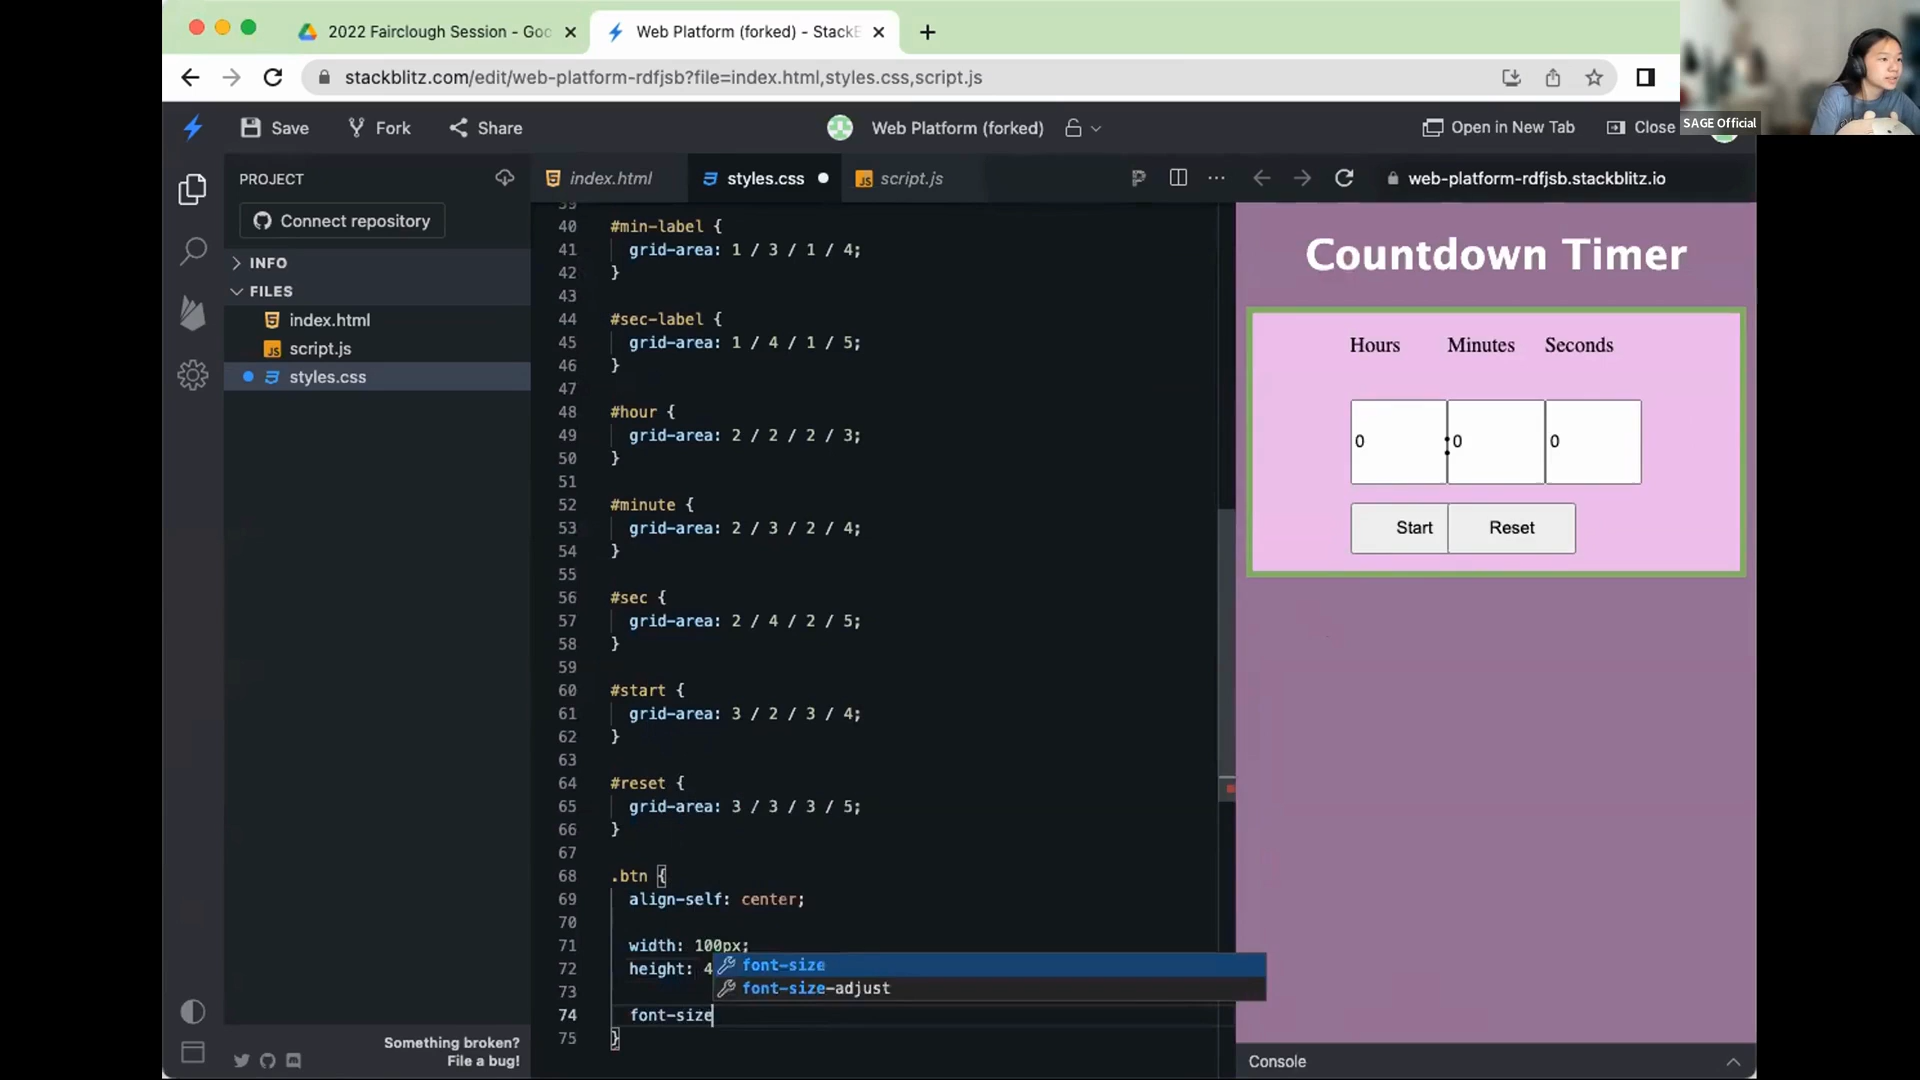 2022 Fairclough Session - Goo
Web Platform (forked) - StackB
stackblitz.com/edit/web-platform-rdfjsb?file=index.html,styles.css,script.js
SAGE Official
Save
Fork
Share
Web Platform (forked)
Open in New Tab
Close
PROJECT
index.html
styles.css
script.js
web-platform-rdfjsb.stackblitz.io
Connect repository
INFO
FILES
index.html
script.js
styles.css
39
40 #min-label {
41 grid-area: 1 / 3 / 1 / 4;
42 }
43
44 #sec-label {
45 grid-area: 1 / 4 / 1 / 5;
46 }
47
48 #hour {
49 grid-area: 2 / 2 / 2 / 3;
50 }
51
52 #minute {
53 grid-area: 2 / 3 / 2 / 4;
54 }
55
56 #sec {
57 grid-area: 2 / 4 / 2 / 5;
58 }
59
60 #start {
61 grid-area: 3 / 2 / 3 / 4;
62 }
63
64 #reset {
65 grid-area: 3 / 3 / 3 / 5;
66 }
67
68 .btn {
69 align-self: center;
70
71 width: 100px;
72 height: 4
73
74 font-size
75 }
font-size
font-size-adjust
Countdown Timer
Hours Minutes Seconds
0 : 0 0
Start Reset
Something broken?
File a bug!
Console